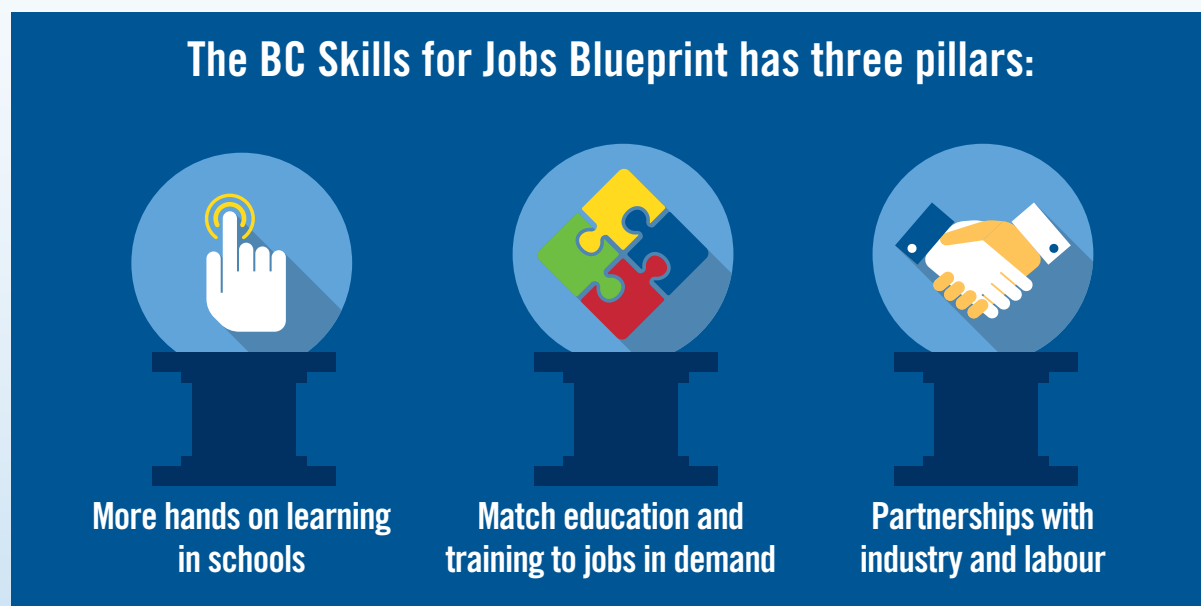 The BC Skills for Jobs Blueprint has three pillars:
More hands on learning
in schools
Match education and
training to jobs in demand
Partnerships with
industry and labour